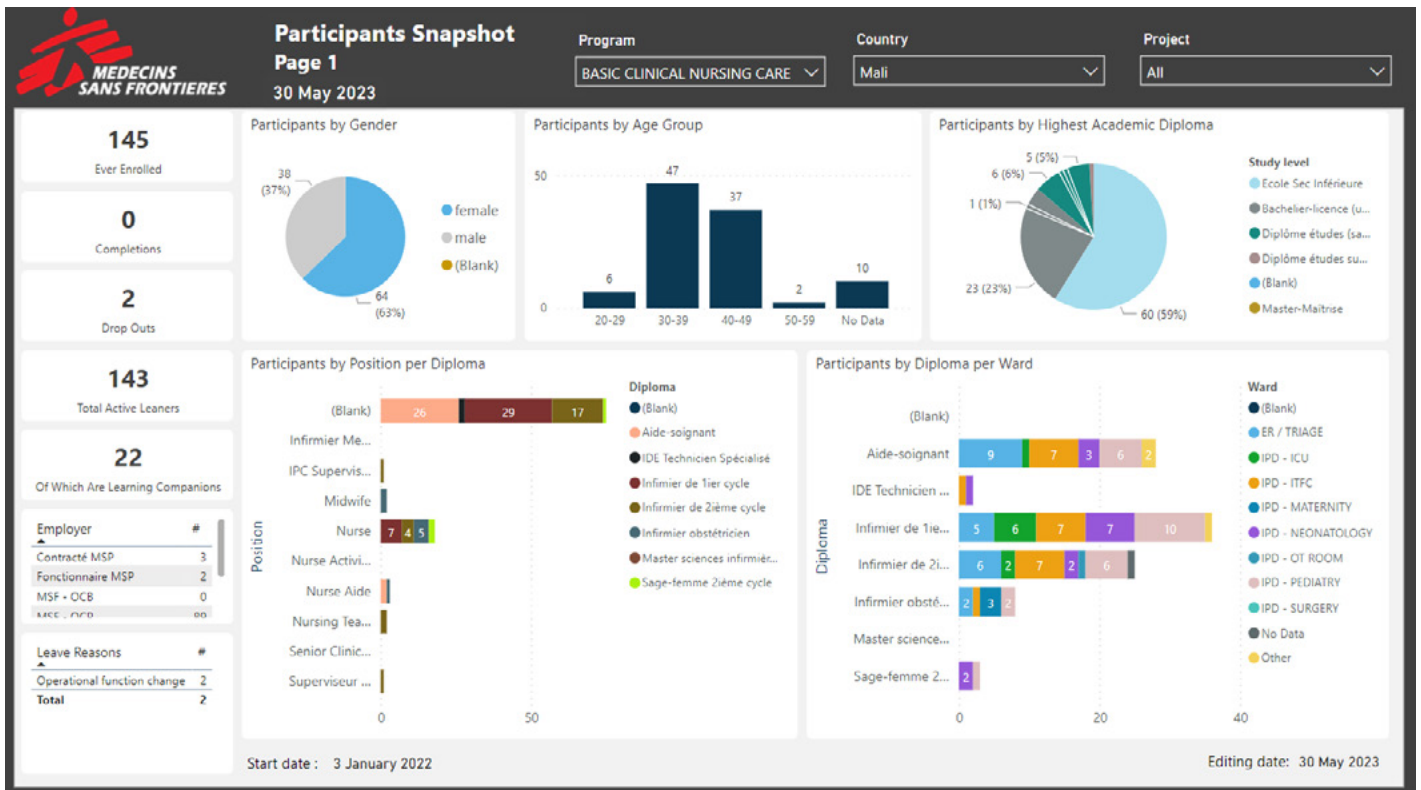 MEDECINS
SANS FRONTIERES
Participants Snapshot
Page 1
30 May 2023
Program
BASIC CLINICAL NURSING CARE
Country
Mali
Project
All
145
Ever Enrolled
0
Completions
2
Drop Outs
143
Total Active Leaners
22
Of Which Are Learning Companions
Employer #
Contracté MSP 3
Fonctionnaire MSP 2
MSF - OCB 0
MSF - OCB 89
Leave Reasons #
Operational function change 2
Total 2
Participants by Gender
38
(37%)
64
(63%)
female
male
(Blank)
Participants by Age Group
50
0
6
47
37
2
10
20-29
30-39
40-49
50-59
No Data
Participants by Highest Academic Diploma
5 (5%)
6 (6%)
1 (1%)
23 (23%)
60 (59%)
Study level
Ecole Sec Inférieure
Bachelier-licence (u...
Diplôme études (sa...
Diplôme études su...
(Blank)
Master-Maîtrise
Participants by Position per Diploma
Position
(Blank) 26 29 17
Infirmier Me...
IPC Supervis...
Midwife
Nurse 7 4 5
Nurse Activi...
Nurse Aide
Nursing Tea...
Senior Clinic...
Superviseur ...
0 50
Diploma
(Blank)
Aide-soignant
IDE Technicien Spécialisé
Infimier de 1ier cycle
Infirmier de 2ième cycle
Infirmier obstétricien
Master sciences infirmièr...
Sage-femme 2ième cycle
Participants by Diploma per Ward
Diploma
(Blank)
Aide-soignant 9 7 3 6 2
IDE Technicien ...
Infimier de 1ie... 5 6 7 7 10
Infirmier de 2i... 6 2 7 2 6
Infirmier obsté... 2 3 2
Master science...
Sage-femme 2... 2
0 20 40
Ward
(Blank)
ER / TRIAGE
IPD - ICU
IPD - ITFC
IPD - MATERNITY
IPD - NEONATOLOGY
IPD - OT ROOM
IPD - PEDIATRY
IPD - SURGERY
No Data
Other
Start date : 3 January 2022
Editing date: 30 May 2023